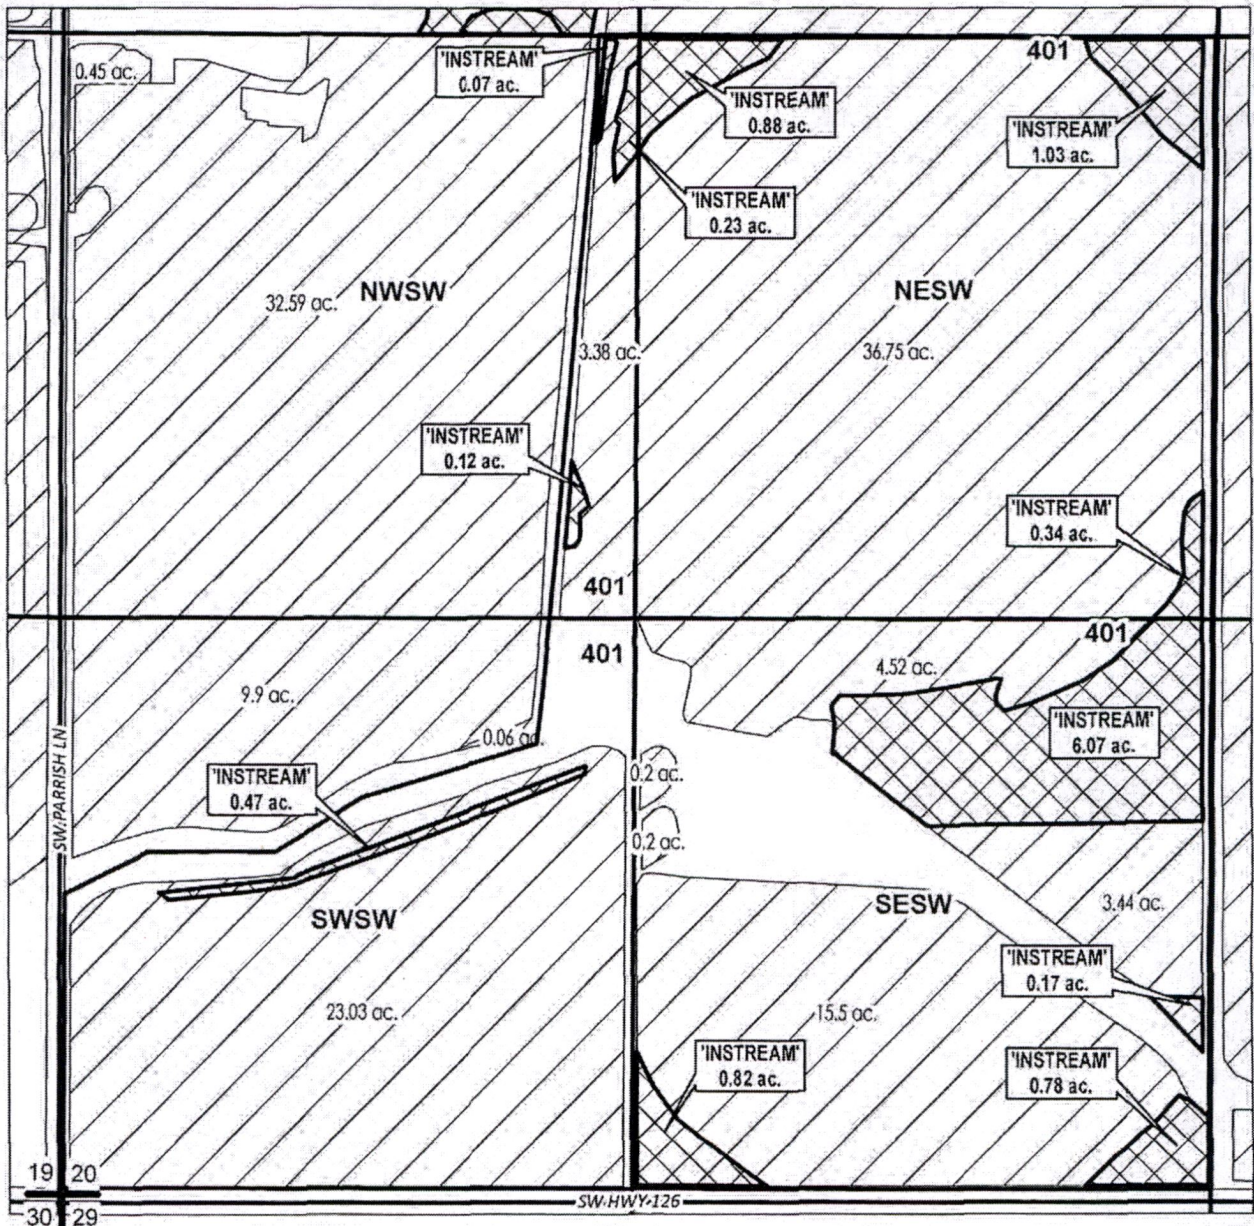 'INSTREAM'
0.07 ac.
401
0.45 ac.
'INSTREAM'
0.88 ac.
'INSTREAM'
1.03 ac.
'INSTREAM'
0.23 ac.
NWSW
32.59 ac.
NESW
3.38 ac.
36.75 ac.
'INSTREAM'
0.12 ac.
'INSTREAM'
0.34 ac.
401
401
401
9.9 ac.
4.52 ac.
0.06 ac.
'INSTREAM'
6.07 ac.
SW PARRISH LN
'INSTREAM'
0.47 ac.
0.2 ac.
0.2 ac.
SWSW
SESW
3.44 ac.
'INSTREAM'
0.17 ac.
23.03 ac.
15.5 ac.
'INSTREAM'
0.82 ac.
'INSTREAM'
0.78 ac.
19 20
30 29
SW HWY 126